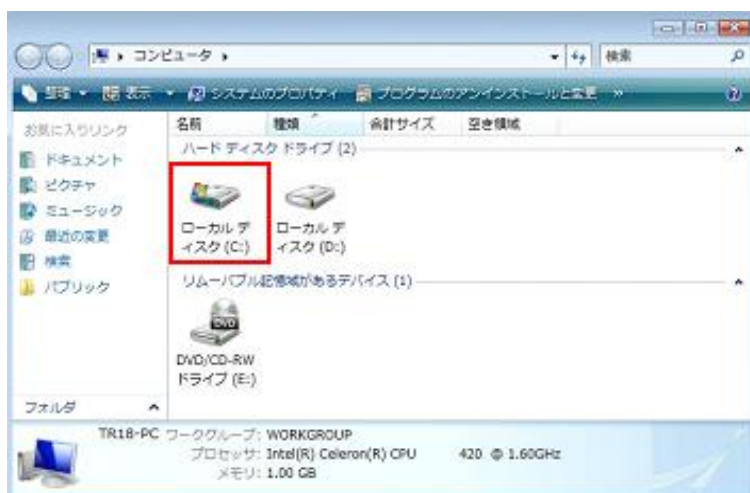 コンピュータ
検索
整理
表示
システムのプロパティ
プログラムのアンインストールと変更
»
お気に入りリンク
ドキュメント
ピクチャ
ミュージック
最近の変更
検索
パブリック
フォルダ
名前
種類
合計サイズ
空き領域
ハード ディスク ドライブ (2)
ローカル デ
ィスク (C:)
ローカル デ
ィスク (D:)
リムーバブル記憶域があるデバイス (1)
DVD
DVD/CD-RW
ドライブ (E:)
TR18-PC ワークグループ: WORKGROUP
プロセッサ: Intel(R) Celeron(R) CPU 420 @ 1.60GHz
メモリ: 1.00 GB